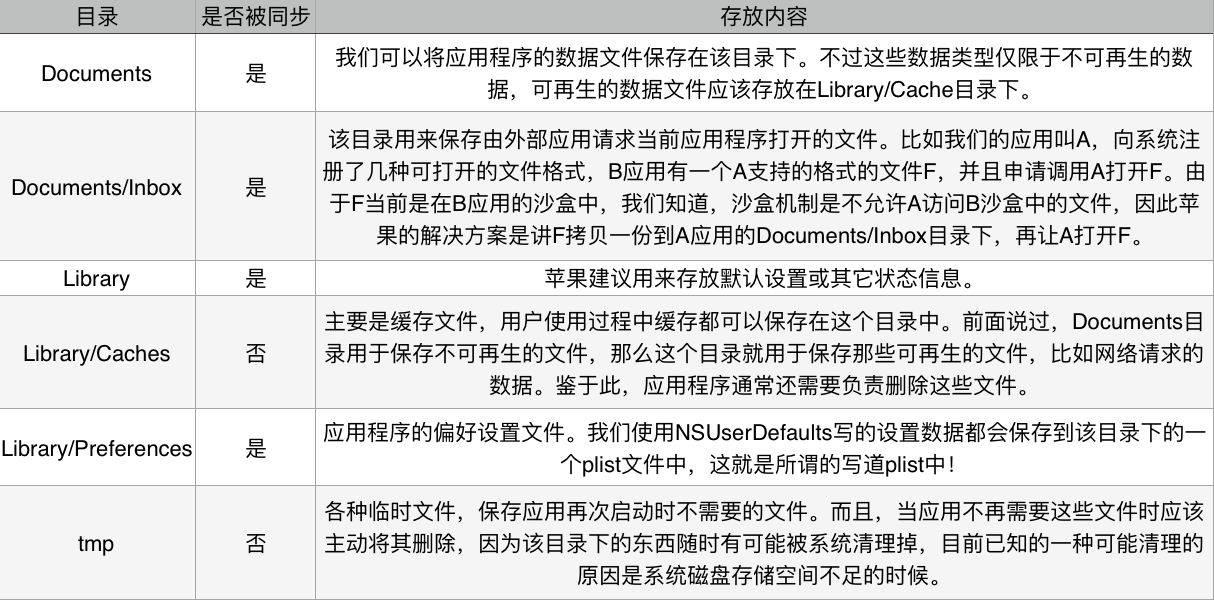 目录 是否被同步 存放内容
我们可以将应用程序的数据文件保存在该目录下。不过这些数据类型仅限于不可再生的数
Documents 是
据，可再生的数据文件应该存放在Library/Cache目录下。
该目录用来保存由外部应用请求当前应用程序打开的文件。比如我们的应用叫A，向系统注
册了几种可打开的文件格式，B应用有一个A支持的格式的文件F，并且申请调用A打开F。由
Documents/Inbox 是
于F当前是在B应用的沙盒中，我们知道，沙盒机制是不允许A访问B沙盒中的文件，因此苹
果的解决方案是讲F拷贝一份到A应用的Documents/Inbox目录下，再让A打开F。
Library 是 苹果建议用来存放默认设置或其它状态信息。
主要是缓存文件，用户使用过程中缓存都可以保存在这个目录中。前面说过，Documents目
Library/Caches 否 录用于保存不可再生的文件，那么这个目录就用于保存那些可再生的文件，比如网络请求的
数据。鉴于此，应用程序通常还需要负责删除这些文件。
应用程序的偏好设置文件。我们使用NSUserDefaults写的设置数据都会保存到该目录下的一
Library/Preferences 是
个plist文件中，这就是所谓的写道plist中！
各种临时文件，保存应用再次启动时不需要的文件。而且，当应用不再需要这些文件时应该
tmp 否 主动将其删除，因为该目录下的东西随时有可能被系统清理掉，目前已知的一种可能清理的
原因是系统磁盘存储空间不足的时候。